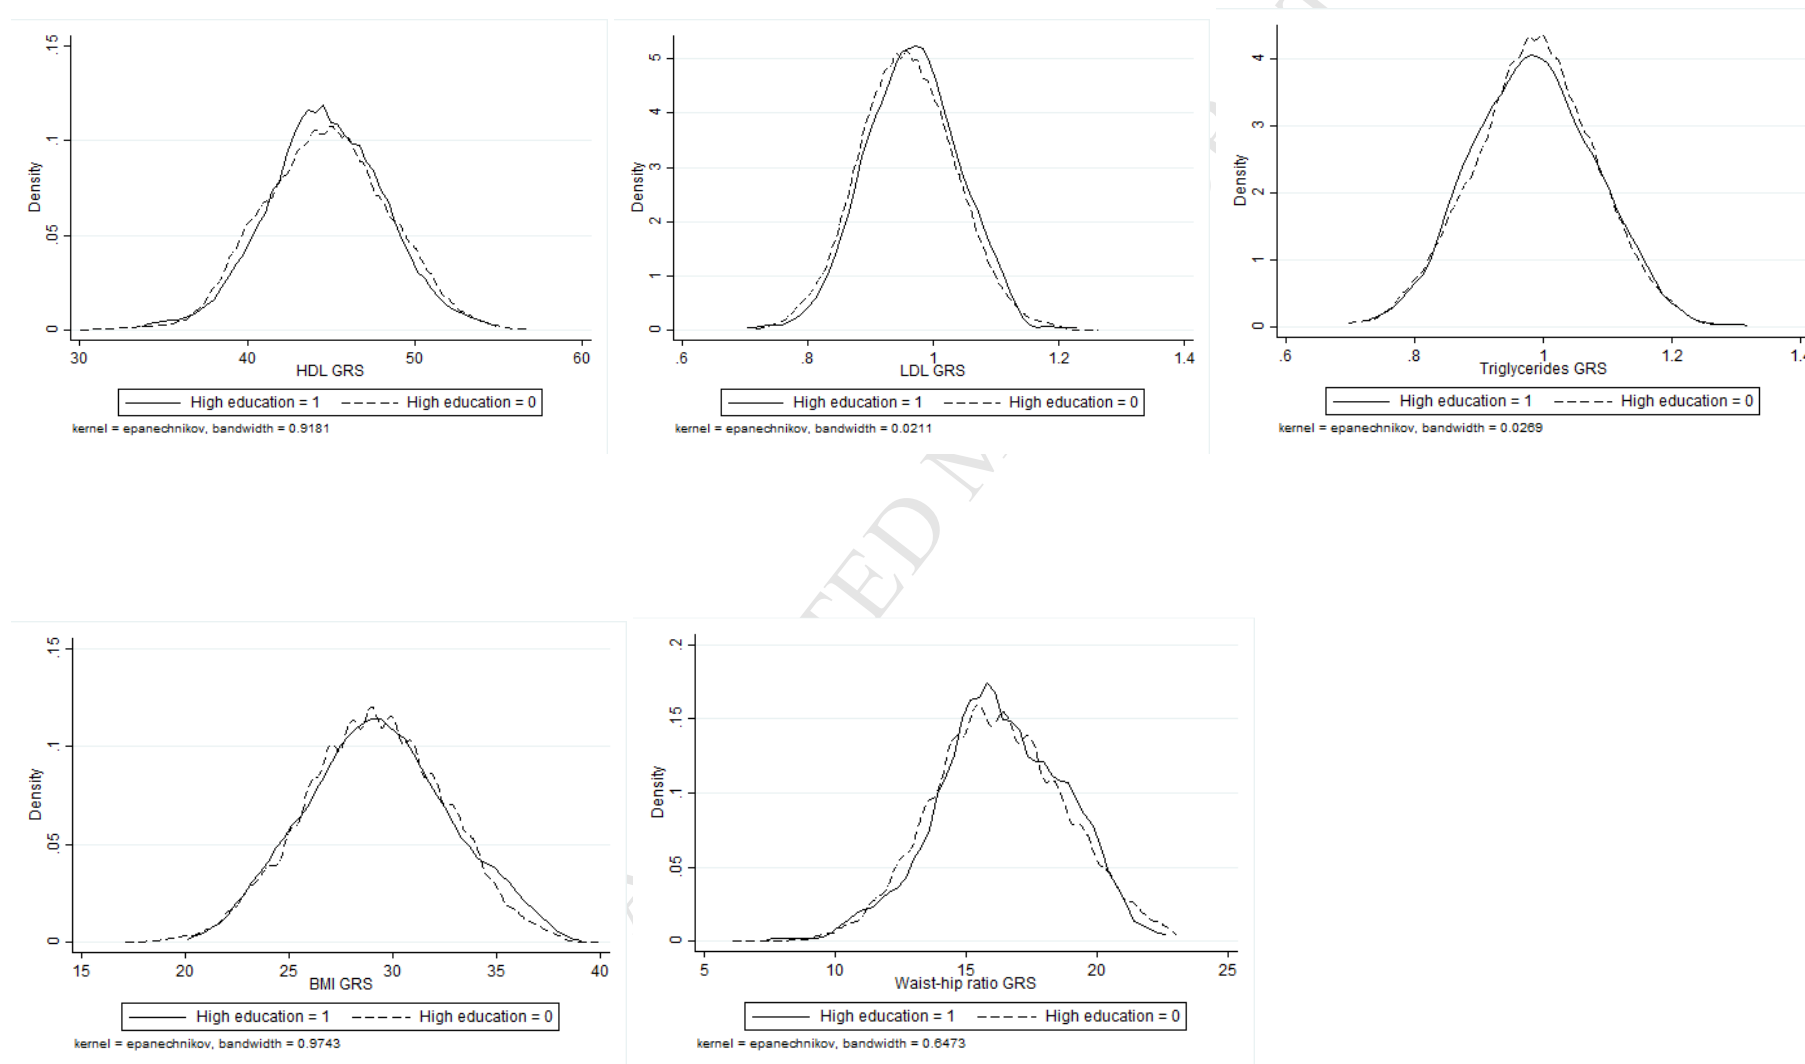 .15
.1
.05
0
Density
30 40 50 60
HDL GRS
High education = 1 High education = 0
kernel = epanechnikov, bandwidth = 0.9181
5
4
3
2
1
0
Density
.6 .8 1 1.2 1.4
LDL GRS
High education = 1 High education = 0
kernel = epanechnikov, bandwidth = 0.0211
4
3
2
1
0
Density
.6 .8 1 1.2 1.4
Triglycerides GRS
High education = 1 High education = 0
kernel = epanechnikov, bandwidth = 0.0269
TED M
.15
.1
.05
0
Density
15 20 25 30 35 40
BMI GRS
High education = 1 High education = 0
kernel = epanechnikov, bandwidth = 0.9743
.2
.15
.1
.05
0
Density
5 10 15 20 25
Waist-hip ratio GRS
High education = 1 High education = 0
kernel = epanechnikov, bandwidth = 0.6473